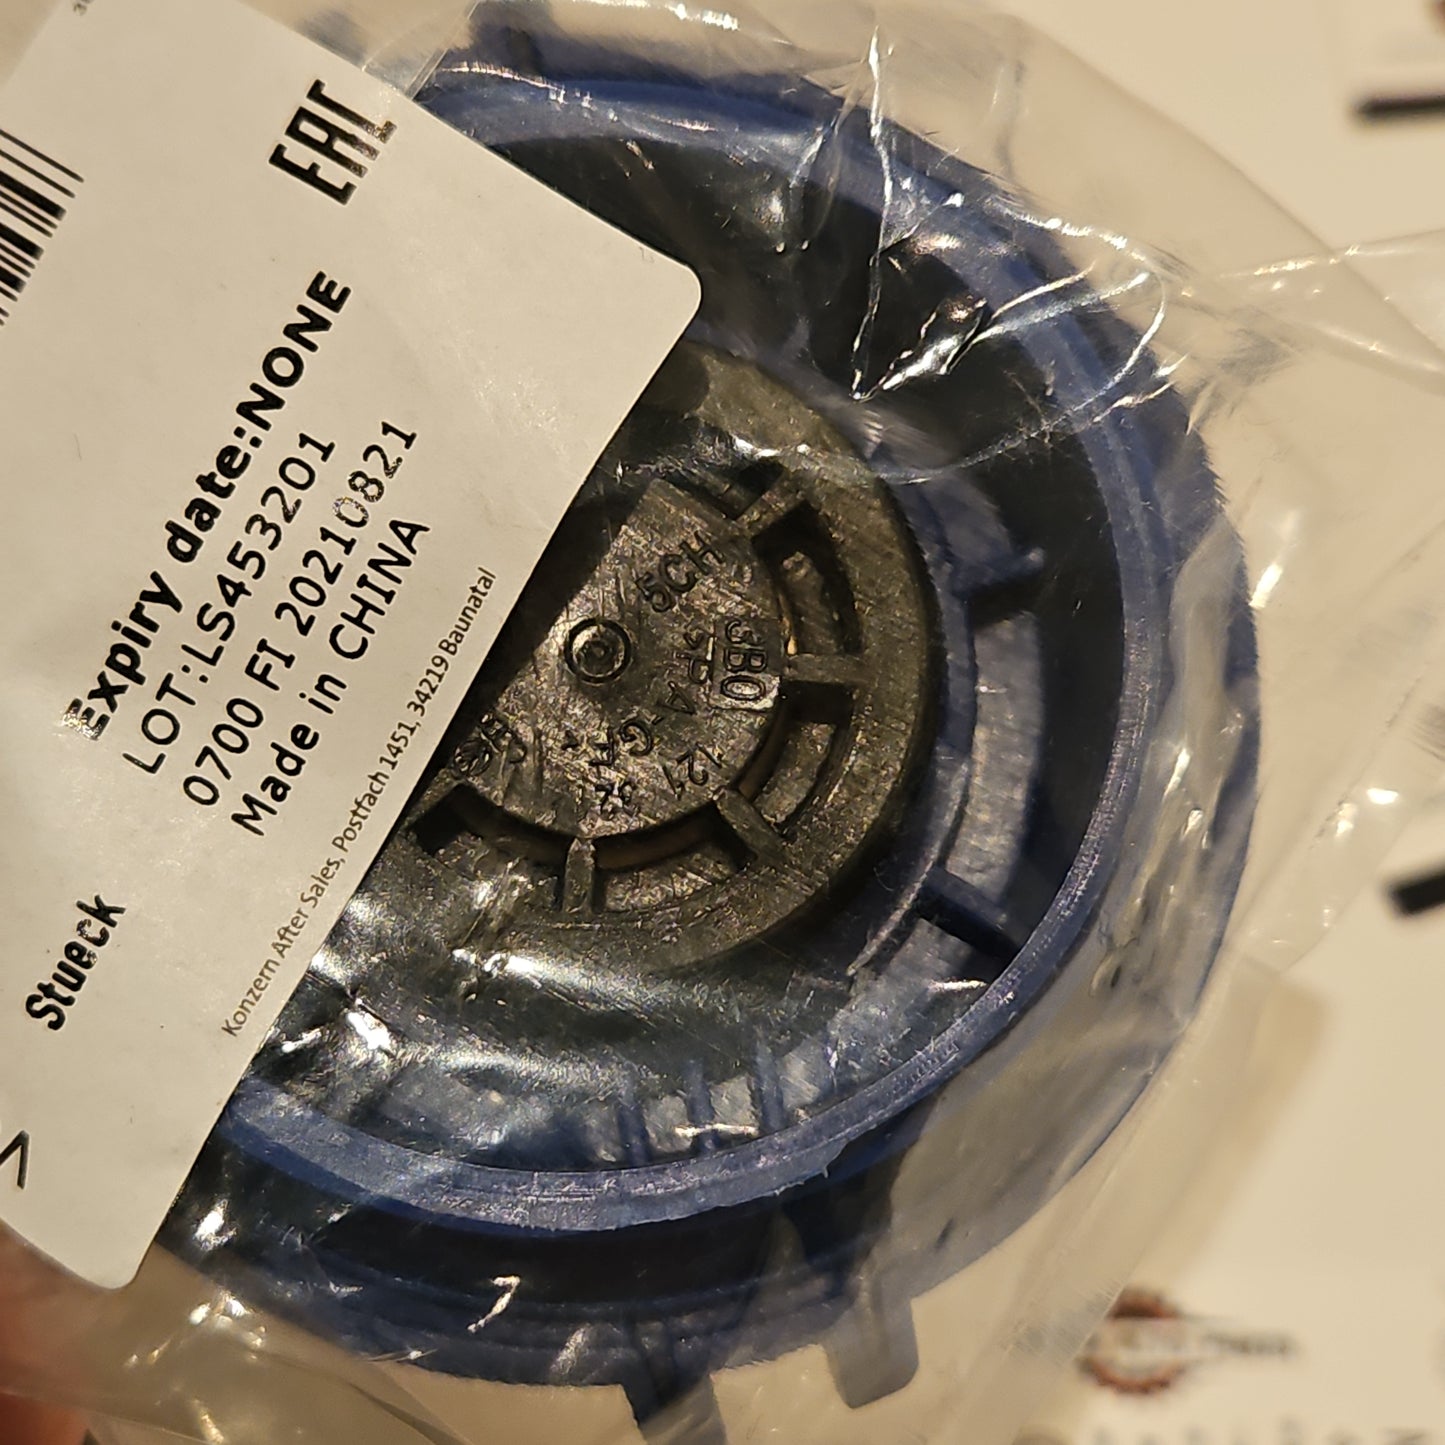 EAC
Expiry date:NONE
LOT:LS453201
0700 FI 20210821
Made in CHINA
Stueck
Konzern After Sales, Postfach 1451, 34219 Baunatal
5CH
3B0
121